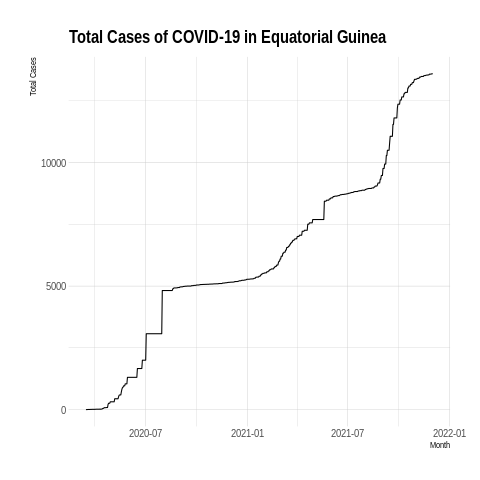 Total Cases of COVID-19 in Equatorial Guinea
Total Cases
10000
5000
0
2020-07 2021-01 2021-07 2022-01
Month